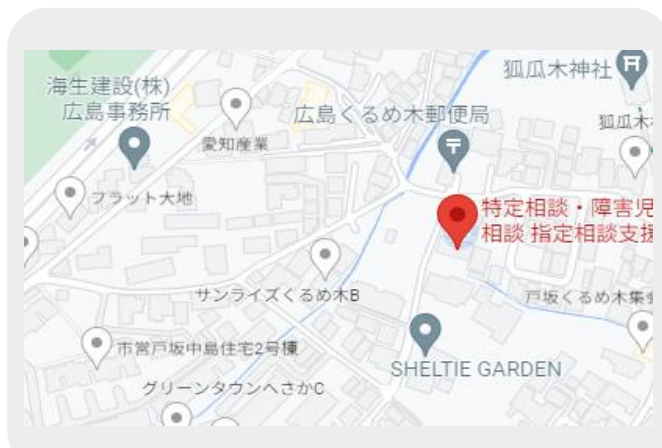 海生建設(株)
広島事務所
狐瓜木神社
愛知産業
広島くるめ木郵便局
狐瓜木
フラット大地
特定相談・障害児
相談 指定相談支援
サンライズくるめ木B
戸坂くるめ木集会
市営戸坂中島住宅2号棟
SHELTIE GARDEN
グリーンタウンへさかC